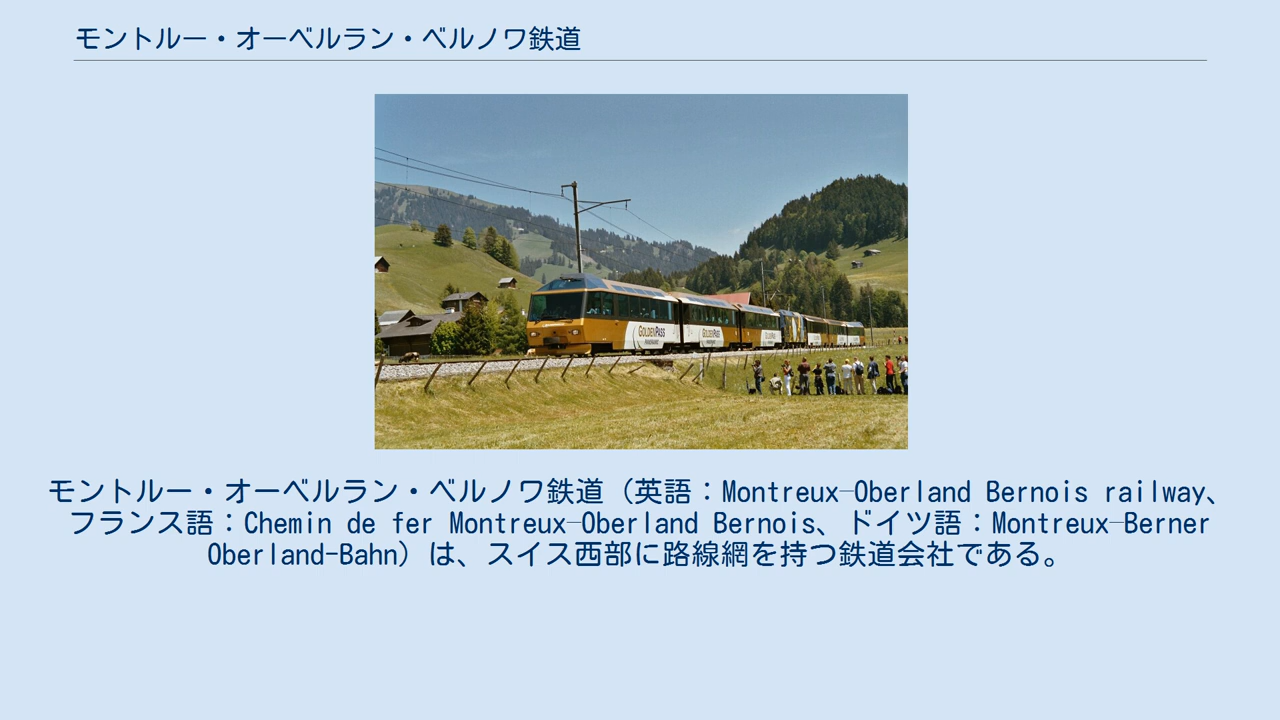 モントルー・オーベルラン・ベルノワ鉄道
GOLDENPASS
GOLDENPASS
モントルー・オーベルラン・ベルノワ鉄道（英語：Montreux–Oberland Bernois railway、
フランス語：Chemin de fer Montreux–Oberland Bernois、ドイツ語：Montreux–Berner
Oberland-Bahn）は、スイス西部に路線網を持つ鉄道会社である。